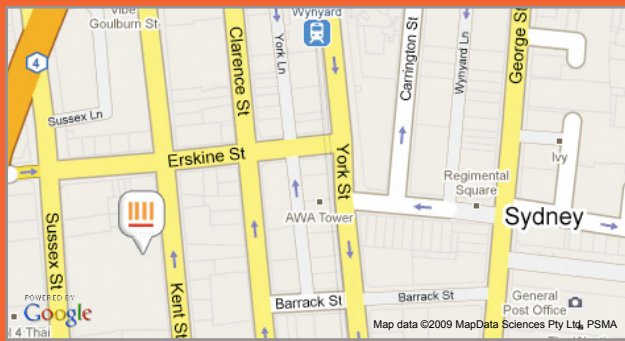 Vibe
Goulburn St
Wynyard
4
Sussex Ln
Clarence St
York Ln
Carrington St
Wynyard Ln
George St
Erskine St
York St
Ivy
Regimental
Square
AWA Tower
Sydney
Sussex St
Kent St
Barrack St
Barrack St
General
Post Office
POWERED BY
Google
4 Thai
Map data ©2009 MapData Sciences Pty Ltd, PSMA